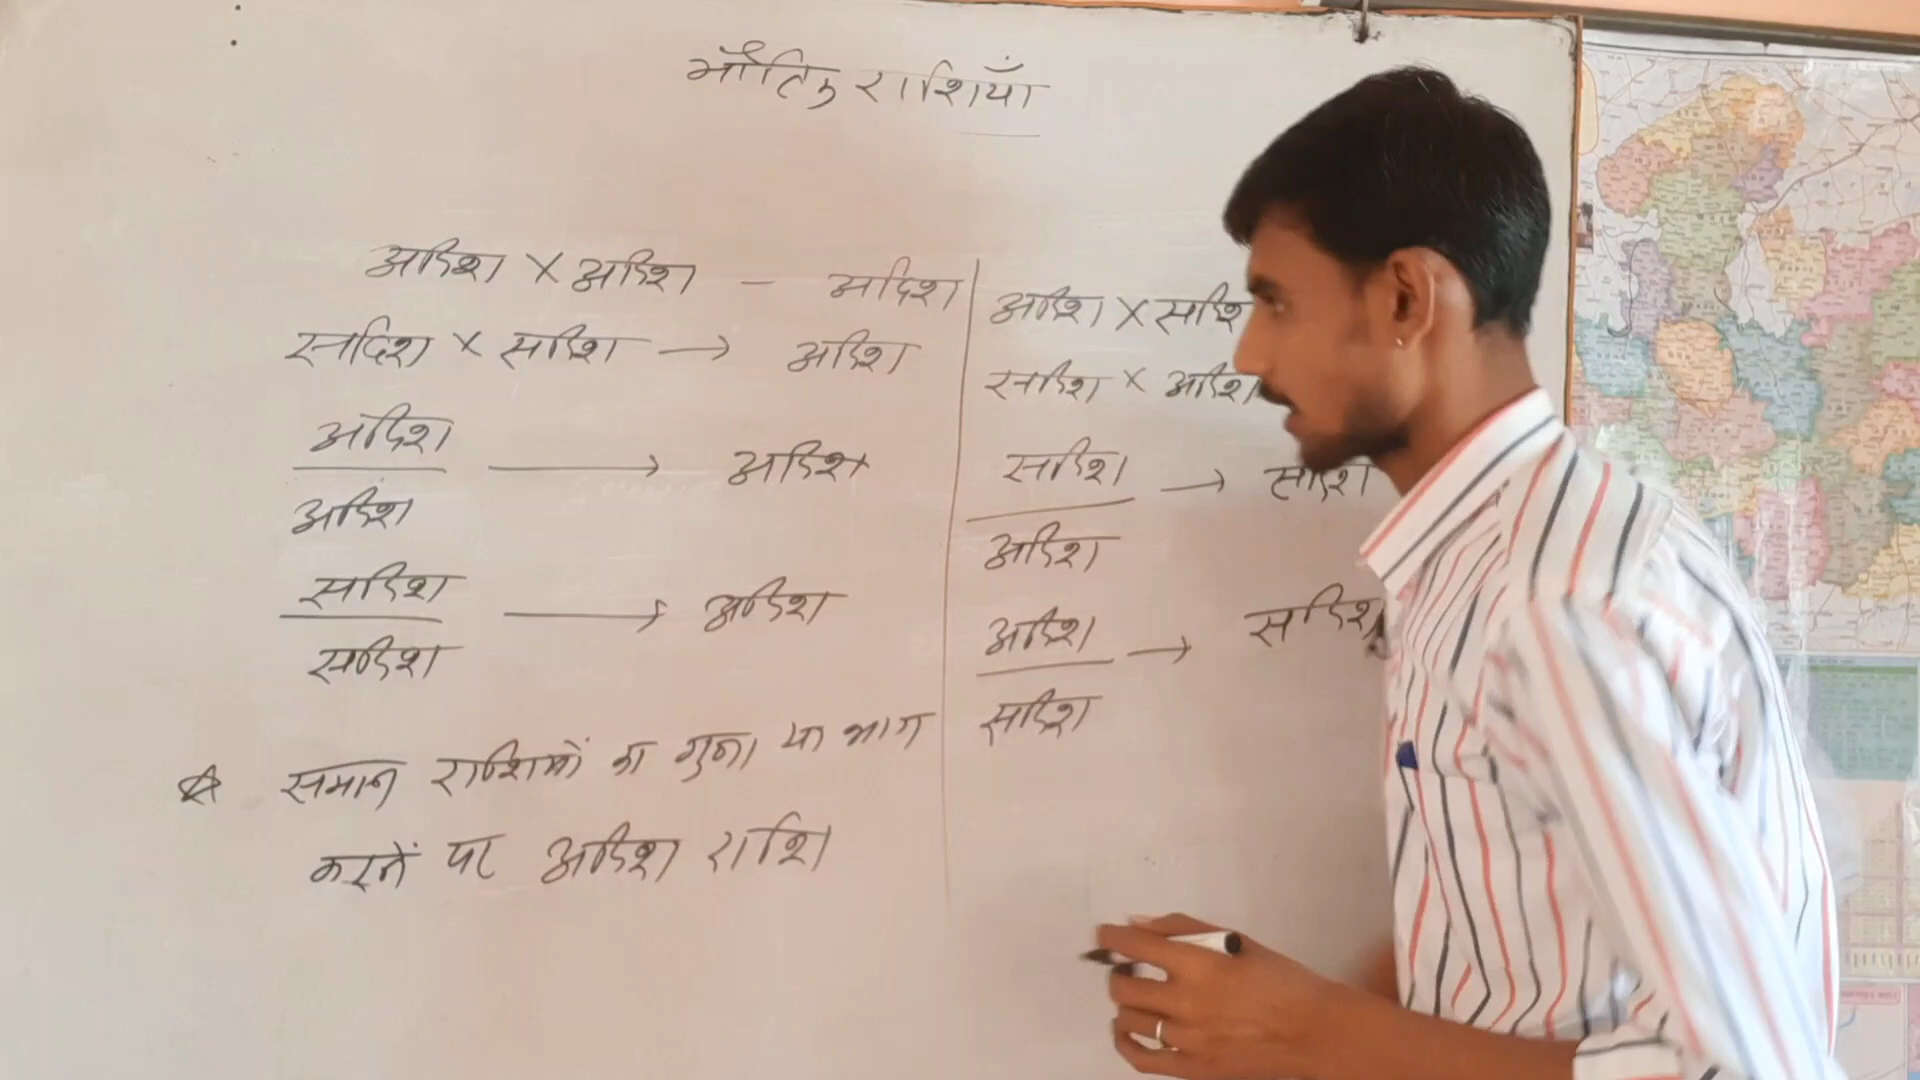 भौतिक राशियाँ
अदिश × अदिश – अदिश
सदिश × सदिश → अदिश
अदिश
अदिश
→ अदिश
सदिश
सदिश
→ अदिश
☆ समान राशियों का गुणा या भाग
करने पर अदिश राशि
अदिश × सदिश
सदिश × अदिश
सदिश
अदिश
→ सदिश
अदिश
सदिश
→ सदिश